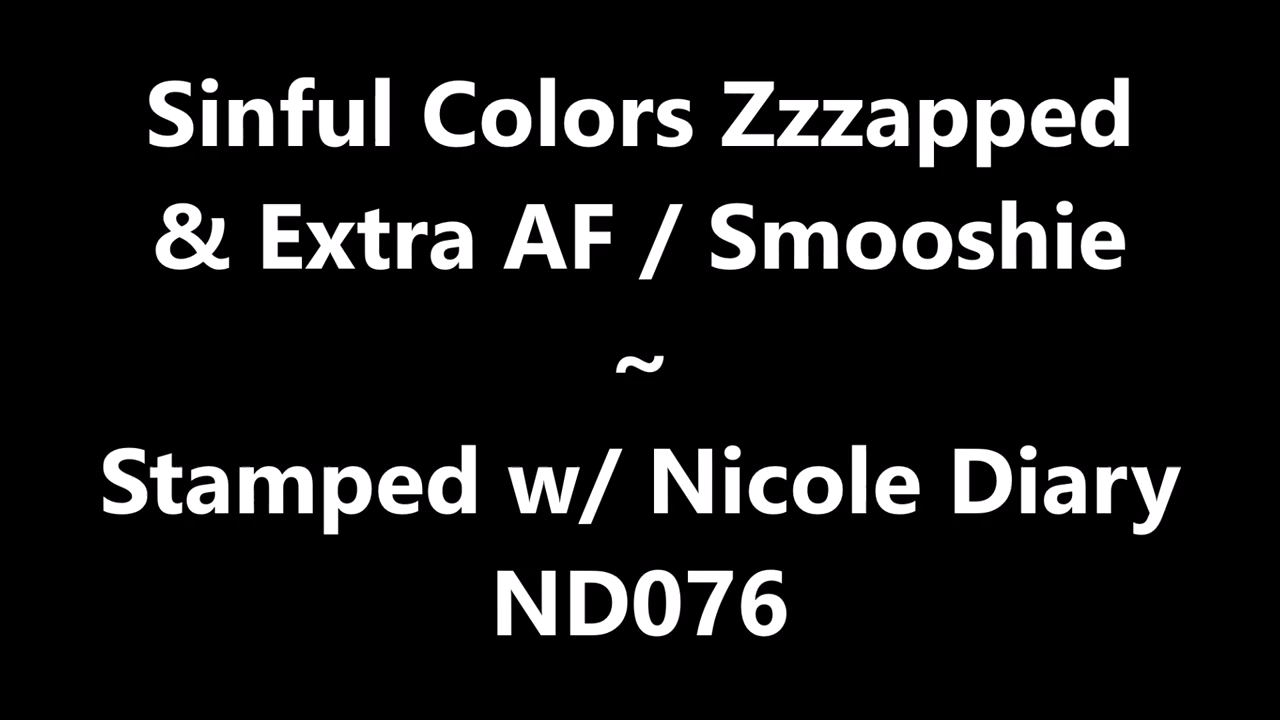 Sinful Colors Zzzapped
& Extra AF / Smooshie
~
Stamped w/ Nicole Diary
ND076